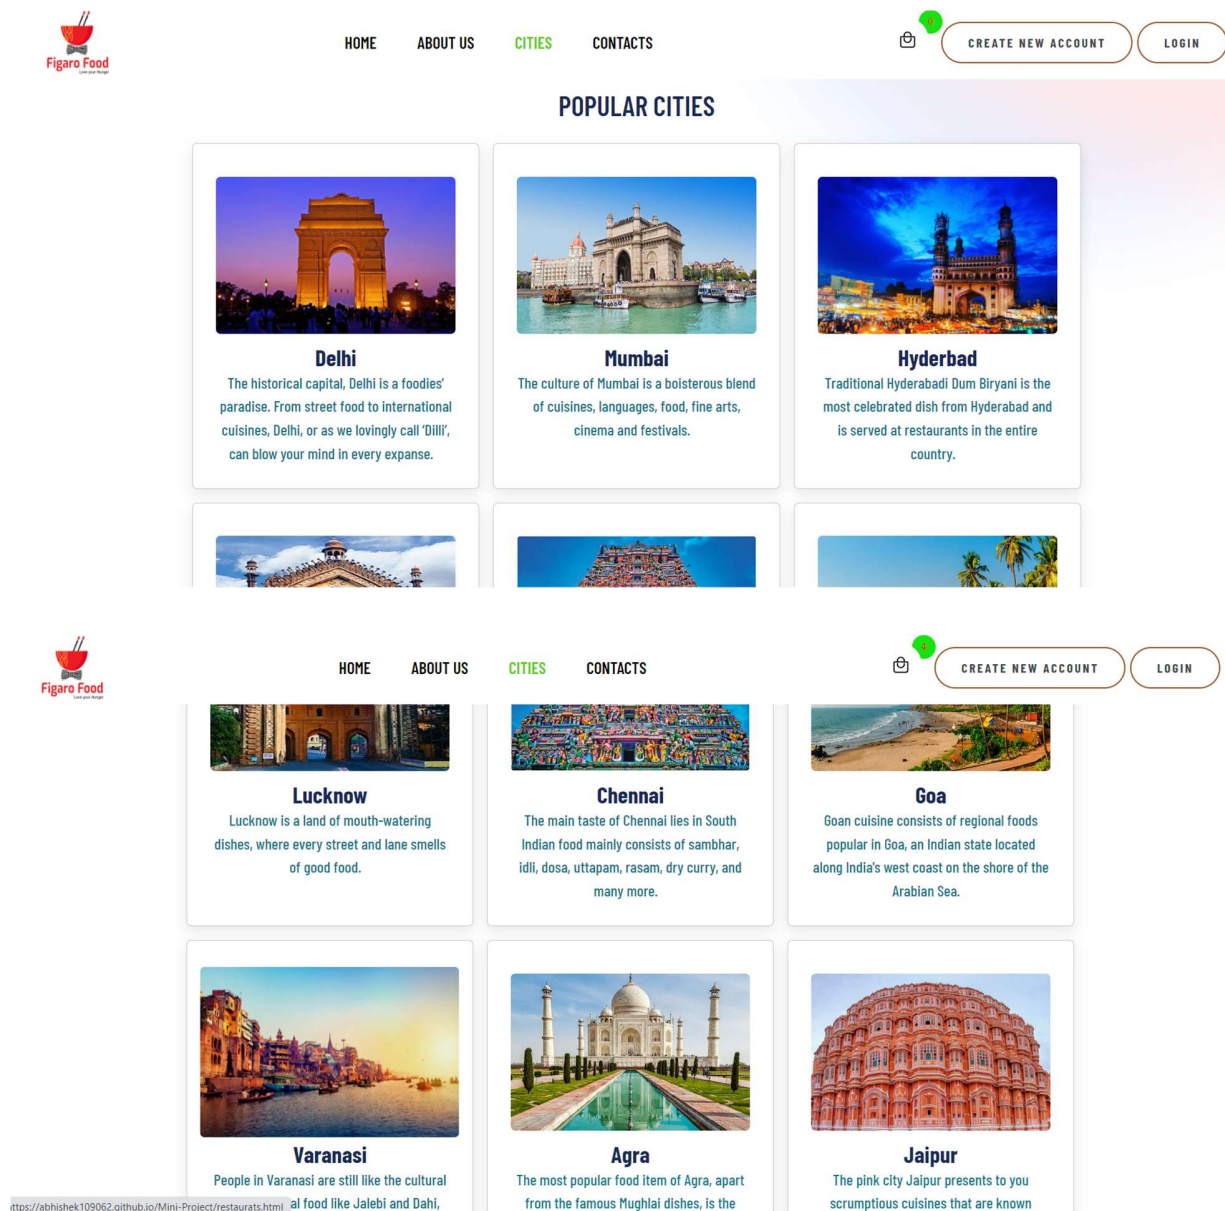 Figaro Food
Love your Hunger
HOME
ABOUT US
CITIES
CONTACTS
0
CREATE NEW ACCOUNT
LOGIN
POPULAR CITIES
Delhi
The historical capital, Delhi is a foodies'
paradise. From street food to international
cuisines, Delhi, or as we lovingly call 'Dilli',
can blow your mind in every expanse.
Mumbai
The culture of Mumbai is a boisterous blend
of cuisines, languages, food, fine arts,
cinema and festivals.
Hyderbad
Traditional Hyderabadi Dum Biryani is the
most celebrated dish from Hyderabad and
is served at restaurants in the entire
country.
Figaro Food
Love your Hunger
HOME
ABOUT US
CITIES
CONTACTS
4
CREATE NEW ACCOUNT
LOGIN
Lucknow
Lucknow is a land of mouth-watering
dishes, where every street and lane smells
of good food.
Chennai
The main taste of Chennai lies in South
Indian food mainly consists of sambhar,
idli, dosa, uttapam, rasam, dry curry, and
many more.
Goa
Goan cuisine consists of regional foods
popular in Goa, an Indian state located
along India's west coast on the shore of the
Arabian Sea.
Varanasi
People in Varanasi are still like the cultural
al food like Jalebi and Dahi,
Agra
The most popular food item of Agra, apart
from the famous Mughlai dishes, is the
Jaipur
The pink city Jaipur presents to you
scrumptious cuisines that are known
ttps://abhishek109062.github.io/Mini-Project/restaurats.html